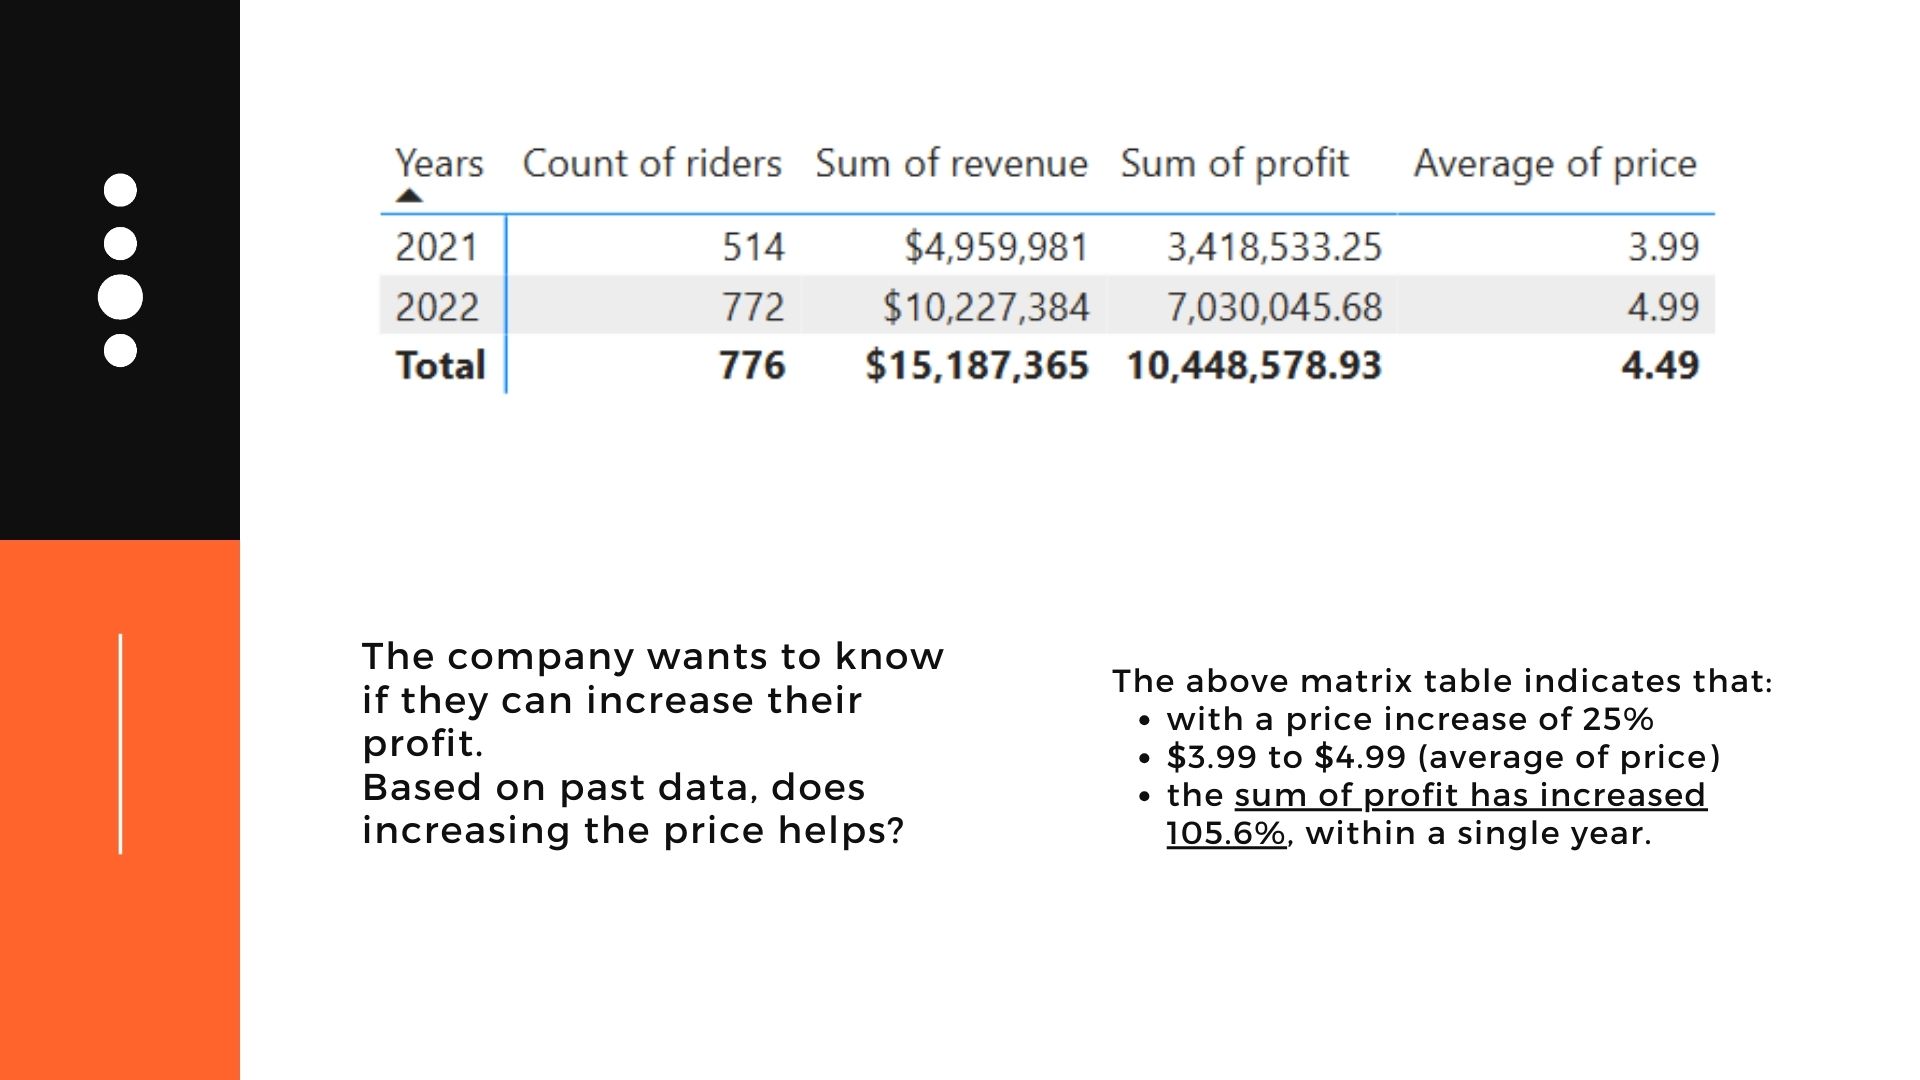 Years Count of riders Sum of revenue Sum of profit Average of price
2021 514 $4,959,981 3,418,533.25 3.99
2022 772 $10,227,384 7,030,045.68 4.99
Total 776 $15,187,365 10,448,578.93 4.49
The company wants to know
if they can increase their
profit.
Based on past data, does
increasing the price helps?
The above matrix table indicates that:
• with a price increase of 25%
• $3.99 to $4.99 (average of price)
• the sum of profit has increased
105.6%, within a single year.